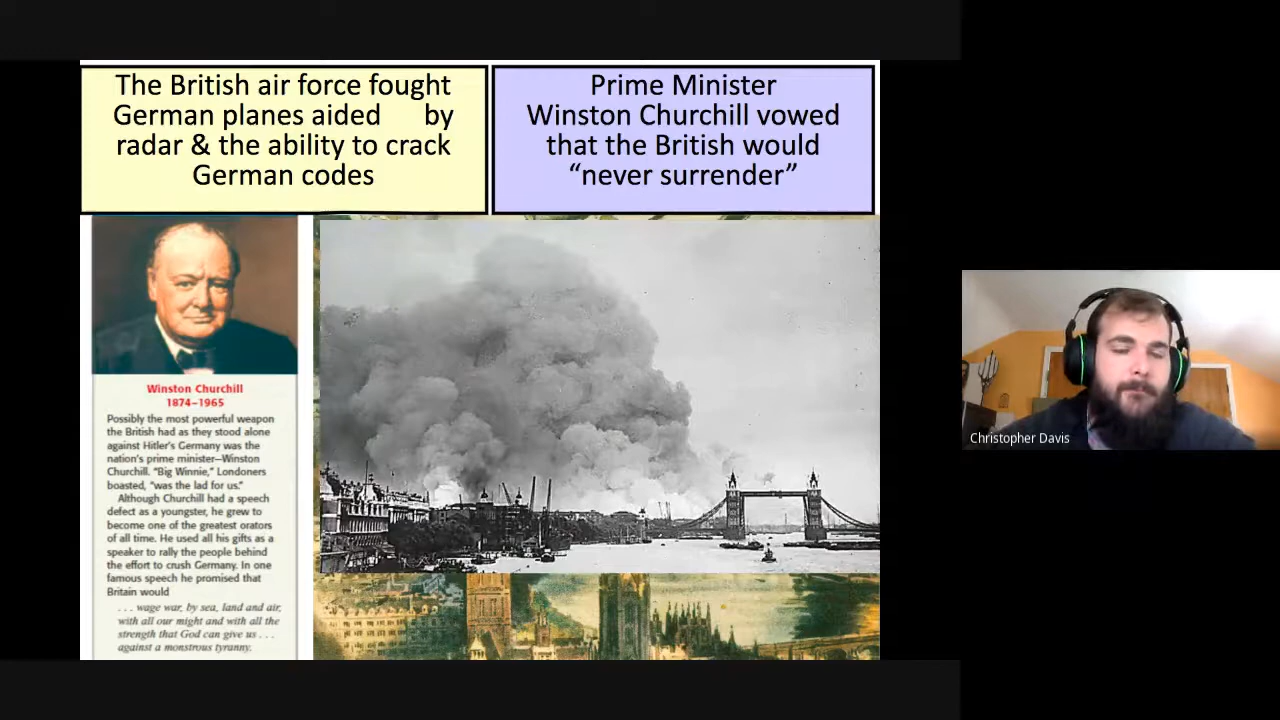 The British air force fought
German planes aided by
radar & the ability to crack
German codes
Prime Minister
Winston Churchill vowed
that the British would
“never surrender”
Winston Churchill
1874–1965
Possibly the most powerful weapon
the British had as they stood alone
against Hitler's Germany was the
nation's prime minister—Winston
Churchill. "Big Winnie," Londoners
boasted, "was the lad for us."
Although Churchill had a speech
defect as a youngster, he grew to
become one of the greatest orators
of all time. He used all his gifts as a
speaker to rally the people behind
the effort to crush Germany. In one
famous speech he promised that
Britain would
. . . wage war, by sea, land and air,
with all our might and with all the
strength that God can give us . . .
against a monstrous tyranny.
Christopher Davis